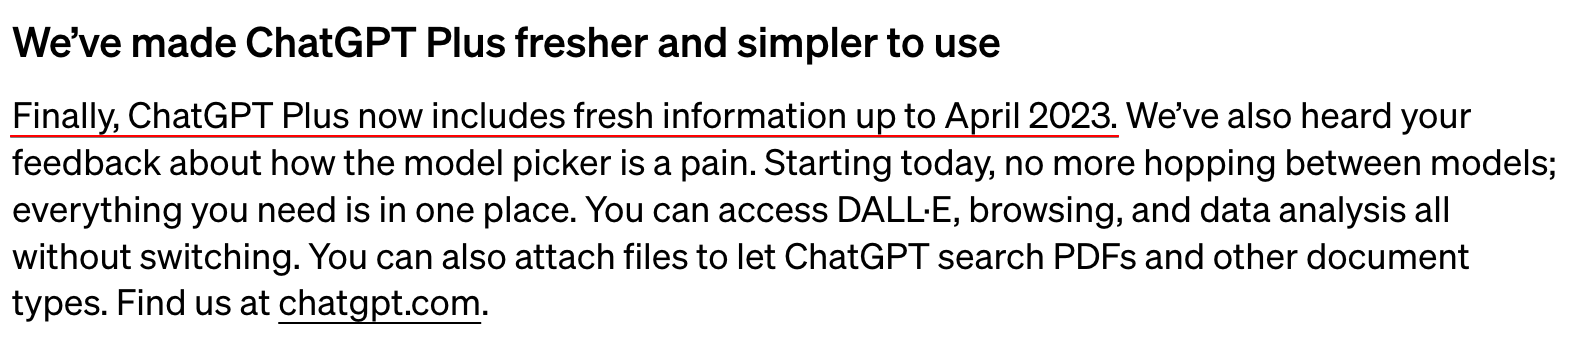 We’ve made ChatGPT Plus fresher and simpler to use
Finally, ChatGPT Plus now includes fresh information up to April 2023. We’ve also heard your
feedback about how the model picker is a pain. Starting today, no more hopping between models;
everything you need is in one place. You can access DALL·E, browsing, and data analysis all
without switching. You can also attach files to let ChatGPT search PDFs and other document
types. Find us at chatgpt.com.